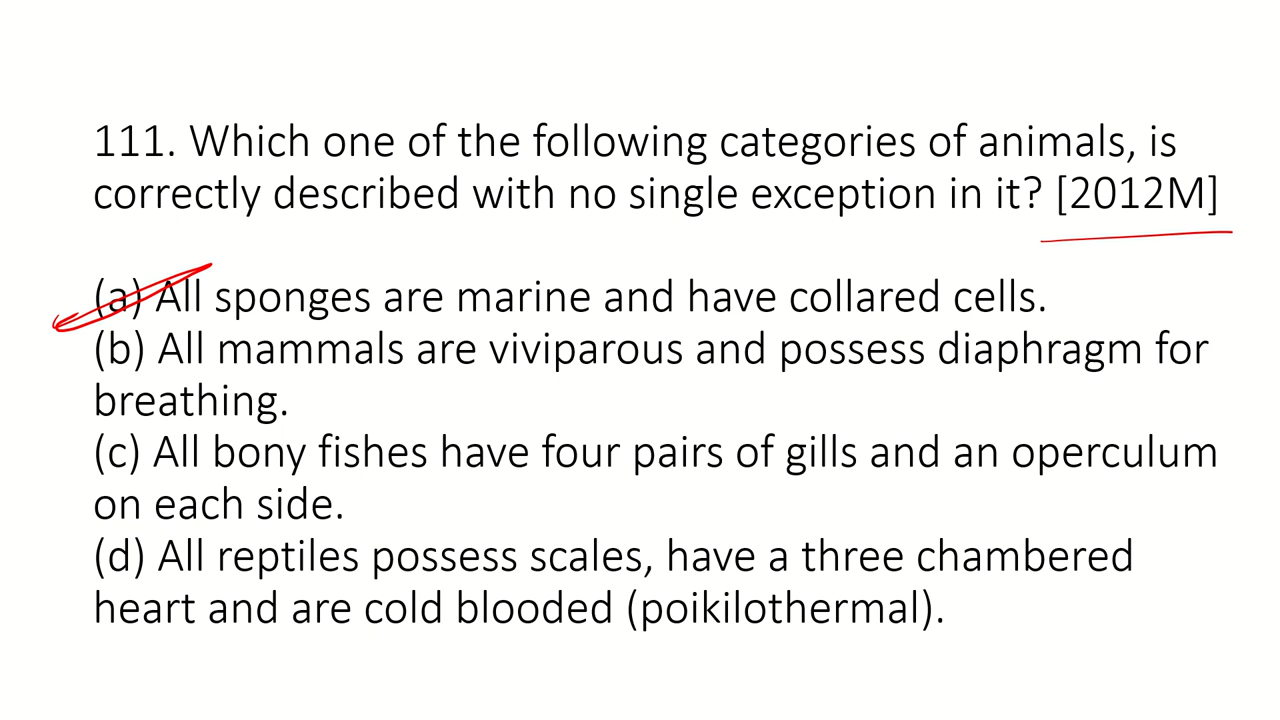 111. Which one of the following categories of animals, is
correctly described with no single exception in it? [2012M]
(a) All sponges are marine and have collared cells.
(b) All mammals are viviparous and possess diaphragm for
breathing.
(c) All bony fishes have four pairs of gills and an operculum
on each side.
(d) All reptiles possess scales, have a three chambered
heart and are cold blooded (poikilothermal).